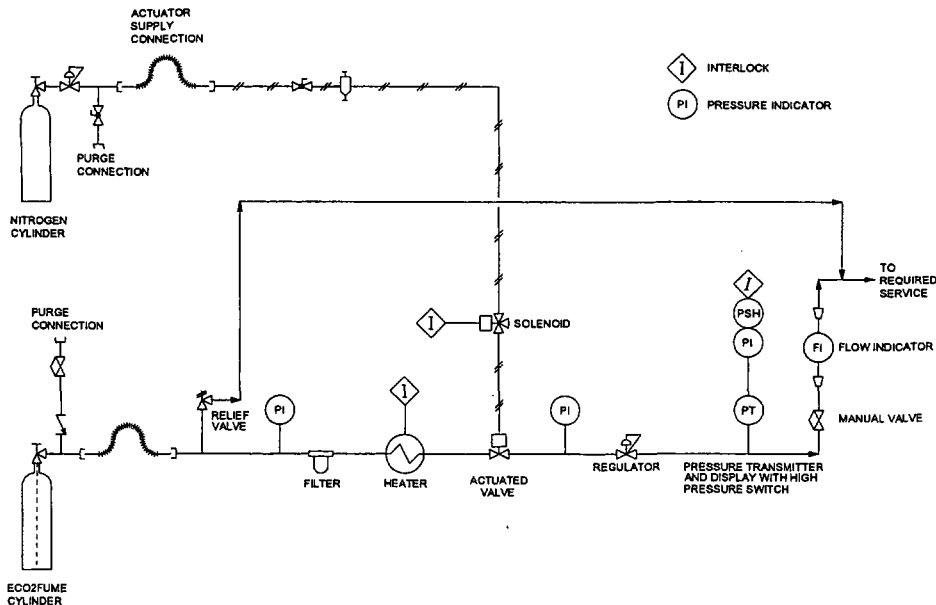 ACTUATOR
SUPPLY
CONNECTION
I
INTERLOCK
PI
PRESSURE INDICATOR
PURGE
CONNECTION
NITROGEN
CYLINDER
TO
REQUIRED
SERVICE
PURGE
CONNECTION
I
SOLENOID
I
PSH
PI
FI
FLOW INDICATOR
I
RELIEF
VALVE
PI
PI
PT
MANUAL VALVE
FILTER
HEATER
ACTUATED
VALVE
REGULATOR
PRESSURE TRANSMITTER
AND DISPLAY WITH HIGH
PRESSURE SWITCH
ECO2FUME
CYLINDER